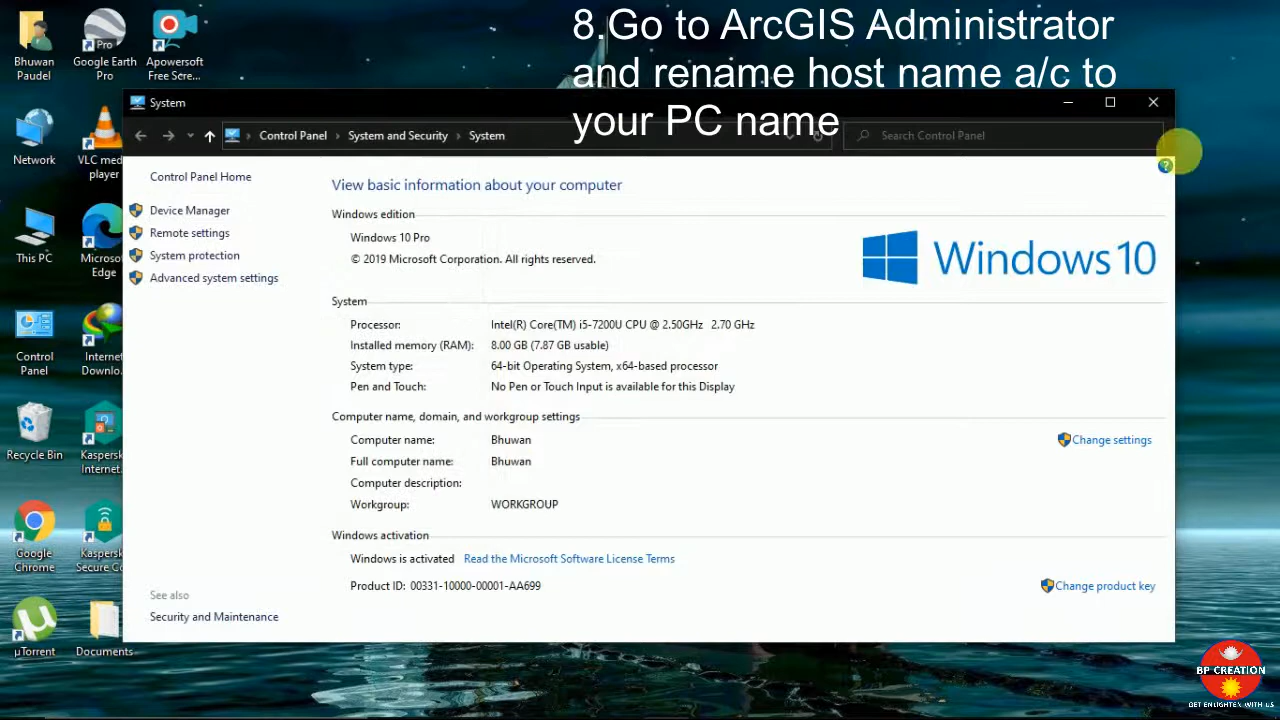 8.Go to ArcGIS Administrator
and rename host name a/c to
your PC name
Bhuwan
Paudel
Google Earth
Pro
Apowersoft
Free Scre...
Pro
Network
VLC med
player
This PC
Microso
Edge
Control
Panel
Internet
Downlo...
Recycle Bin
Kaspers
Internet.
Google
Chrome
Kaspersk
Secure Co
µTorrent
Documents
System
Control Panel › System and Security › System
Search Control Panel
Control Panel Home
Device Manager
Remote settings
System protection
Advanced system settings
See also
Security and Maintenance
View basic information about your computer
Windows edition
Windows 10 Pro
© 2019 Microsoft Corporation. All rights reserved.
Windows 10
System
Processor: Intel(R) Core(TM) i5-7200U CPU @ 2.50GHz 2.70 GHz
Installed memory (RAM): 8.00 GB (7.87 GB usable)
System type: 64-bit Operating System, x64-based processor
Pen and Touch: No Pen or Touch Input is available for this Display
Computer name, domain, and workgroup settings
Computer name: Bhuwan
Change settings
Full computer name: Bhuwan
Computer description:
Workgroup: WORKGROUP
Windows activation
Windows is activated Read the Microsoft Software License Terms
Product ID: 00331-10000-00001-AA699
Change product key
BP CREATION
GET ENLIGHTEN WITH US